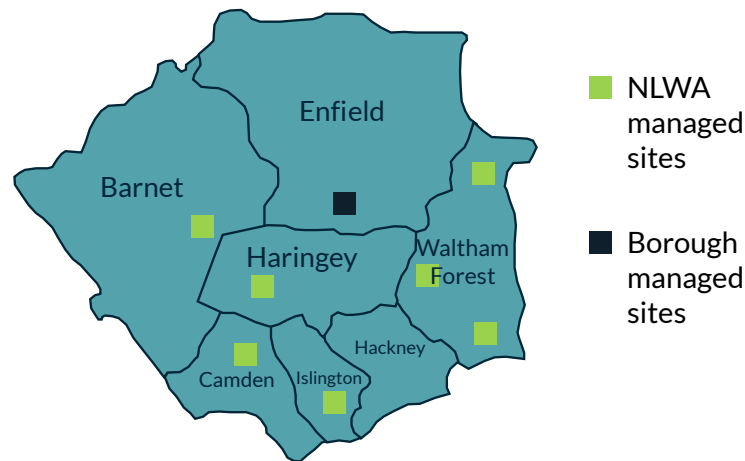 Enfield
Barnet
Haringey
Waltham
Forest
Hackney
Camden
Islington
NLWA
managed
sites
Borough
managed
sites